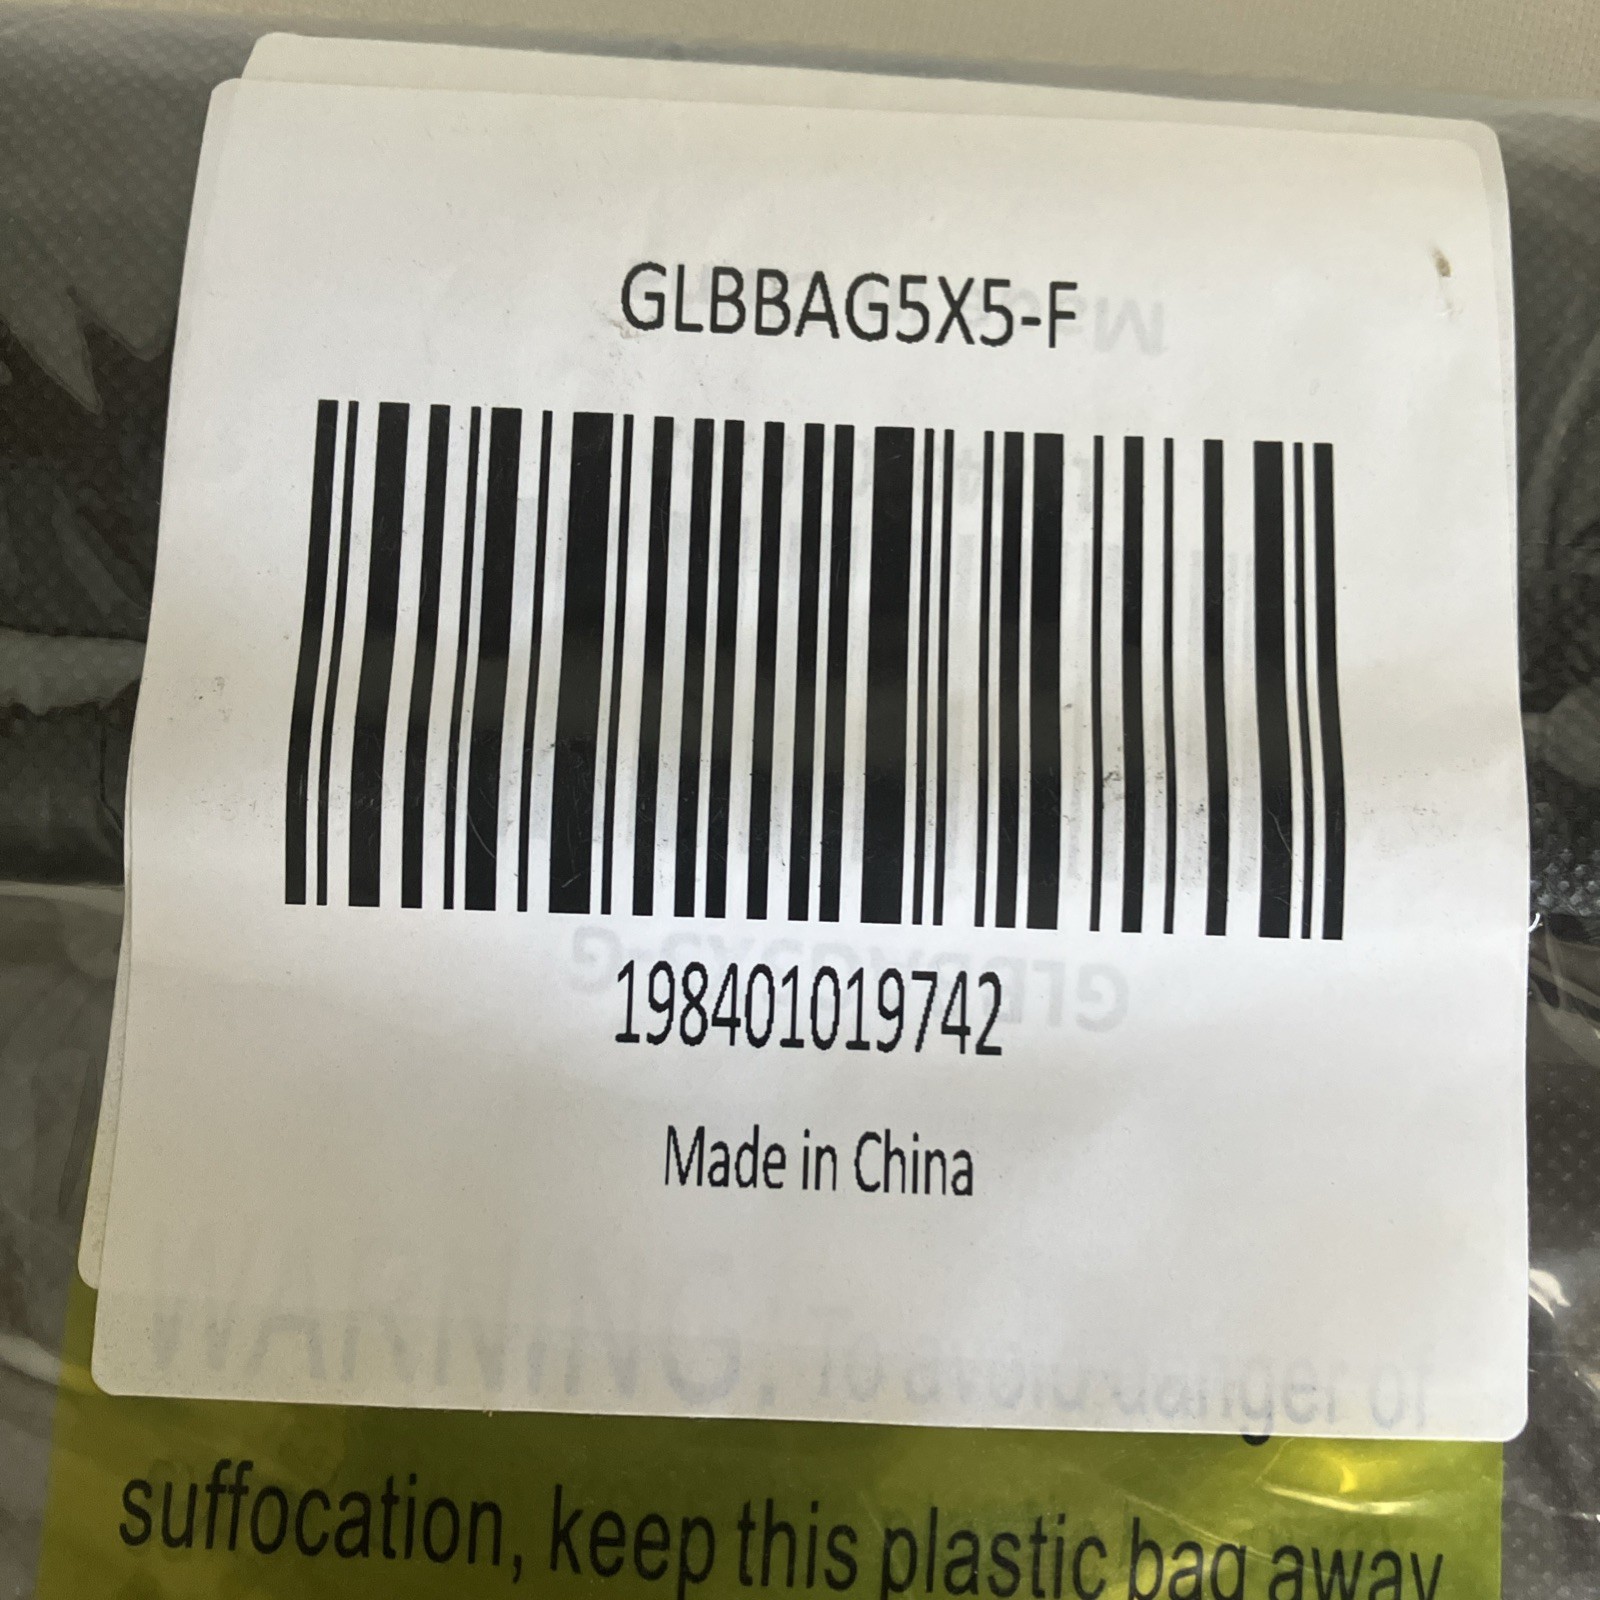 GLBBAG5X5-F
198401019742
Made in China
WARNING: To avoid danger of
suffocation, keep this plastic bag away